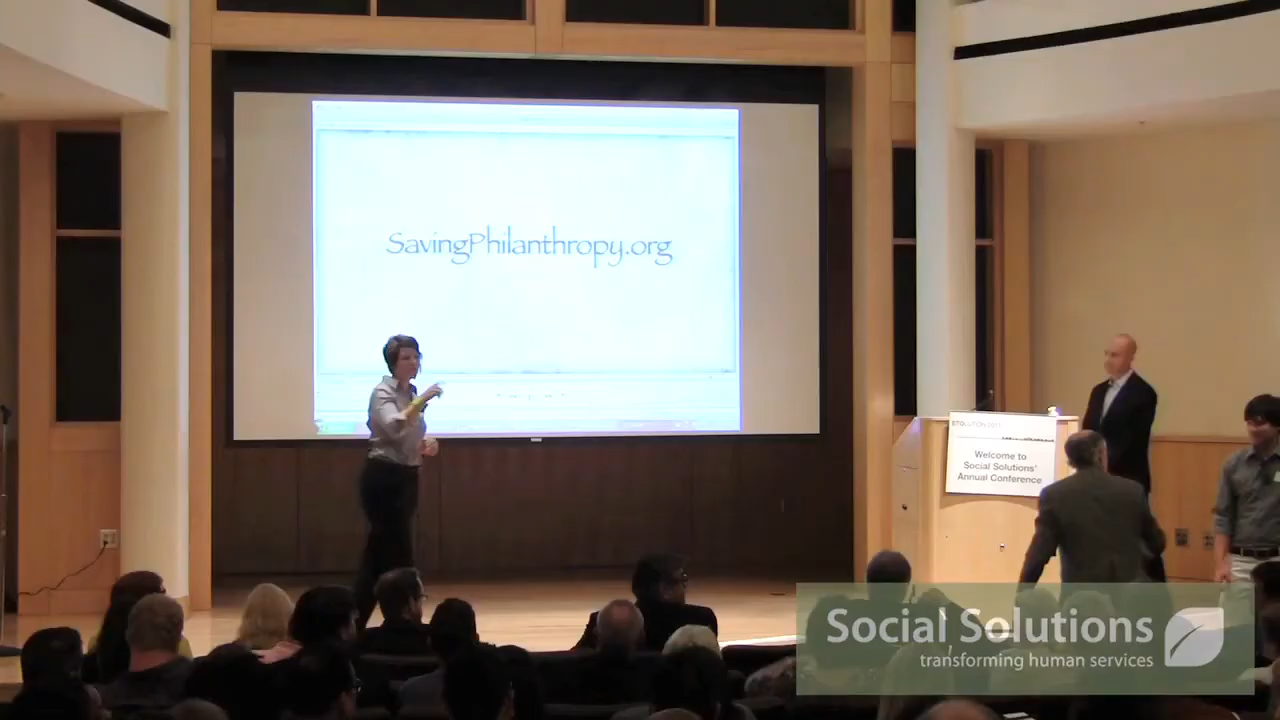 SavingPhilanthropy.org
Welcome to
Social Solutions'
Annual Conference
Social Solutions
transforming human services